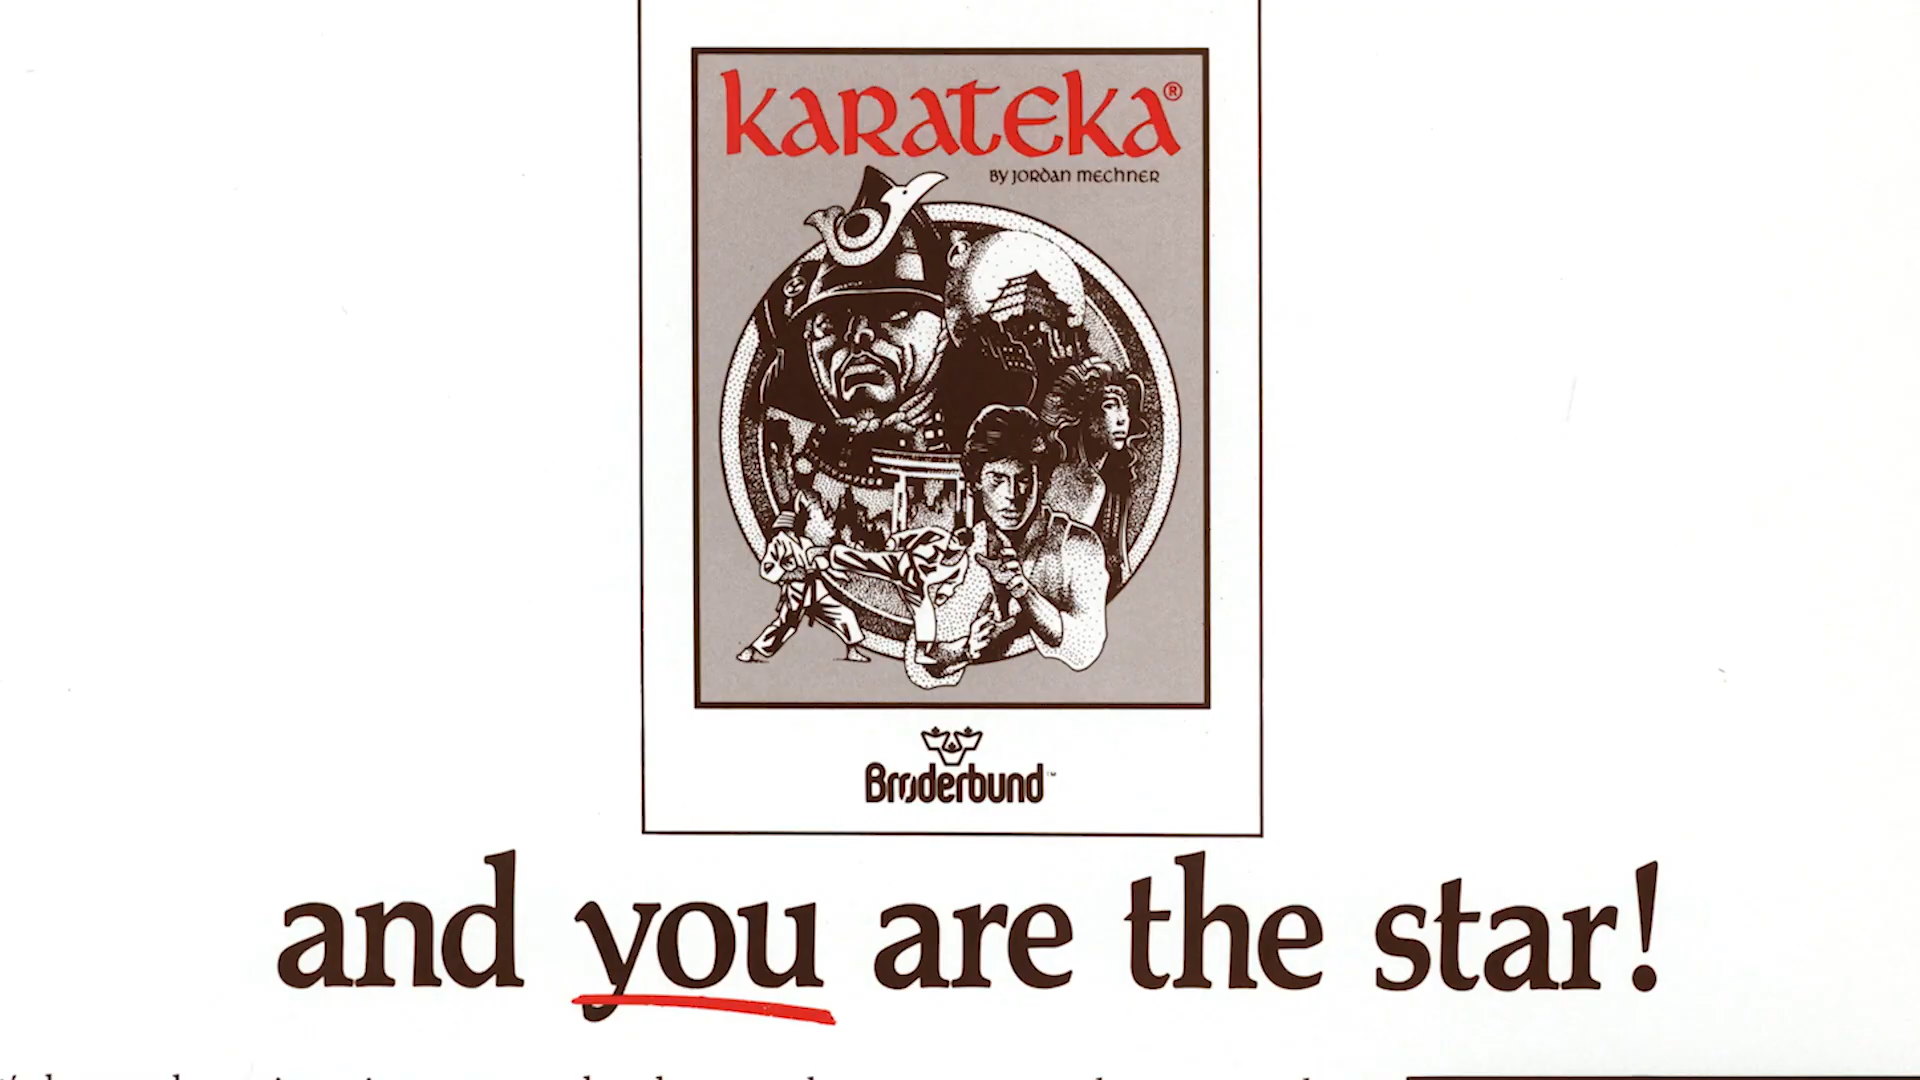 Karateka®
by Jordan Mechner
Brøderbund™
and you are the star!